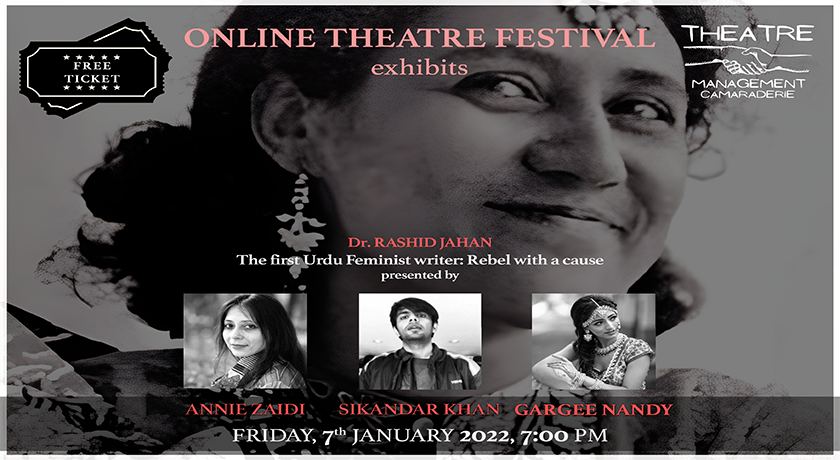 FREE
TICKET
ONLINE THEATRE FESTIVAL
exhibits
THEATRE
MANAGEMENT
CAMARADERIE
Dr. RASHID JAHAN
The first Urdu Feminist writer: Rebel with a cause
presented by
ANNIE ZAIDI SIKANDAR KHAN GARGEE NANDY
FRIDAY, 7th JANUARY 2022, 7:00 PM